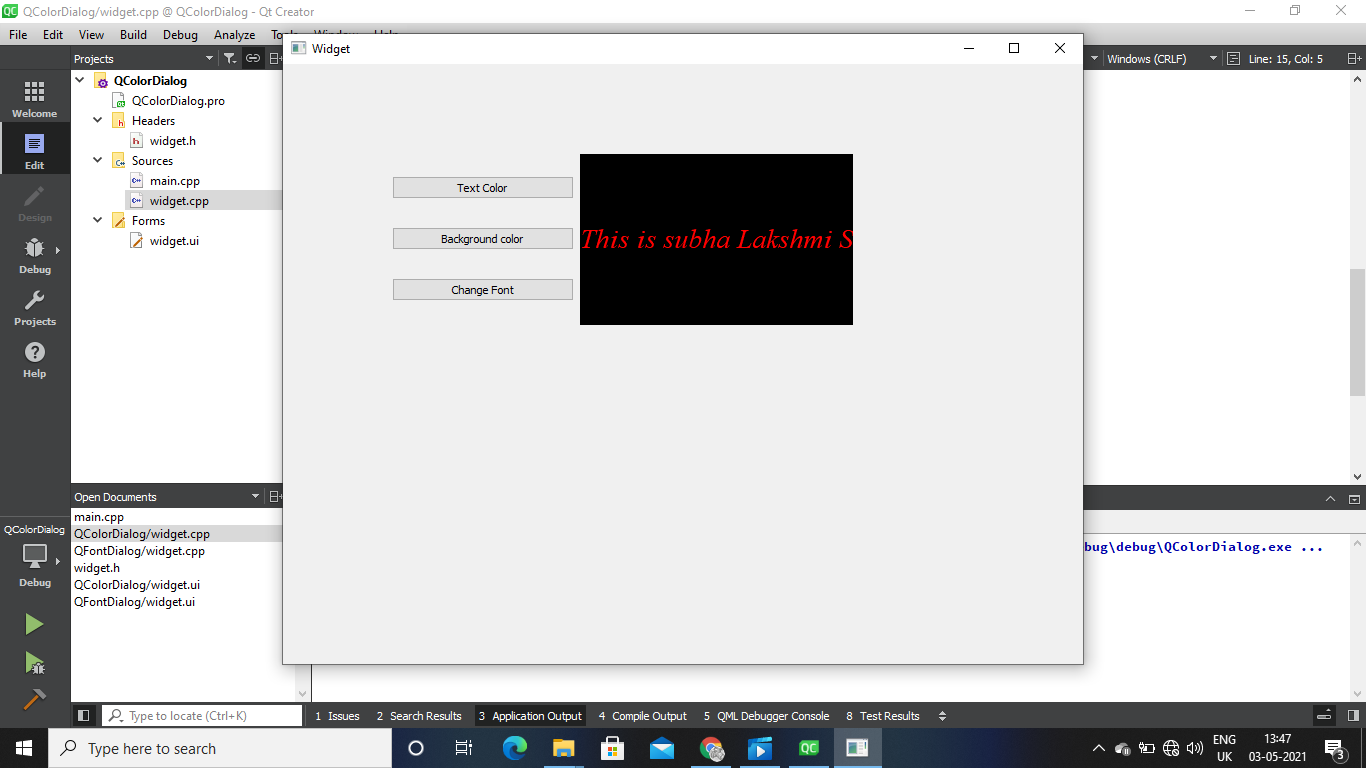 QColorDialog/widget.cpp @ QColorDialog - Qt Creator
File Edit View Build Debug Analyze
Projects
Widget
Windows (CRLF)
Line: 15, Col: 5
QColorDialog
QColorDialog.pro
Headers
widget.h
Sources
main.cpp
widget.cpp
Forms
widget.ui
Welcome
Edit
Design
Debug
Projects
Help
Text Color
Background color
Change Font
This is subha Lakshmi S
Open Documents
main.cpp
QColorDialog/widget.cpp
QFontDialog/widget.cpp
widget.h
QColorDialog/widget.ui
QFontDialog/widget.ui
QColorDialog
Debug
bug\debug\QColorDialog.exe ...
Type to locate (Ctrl+K)
1 Issues 2 Search Results 3 Application Output 4 Compile Output 5 QML Debugger Console 8 Test Results
Type here to search
ENG
UK
13:47
03-05-2021
3